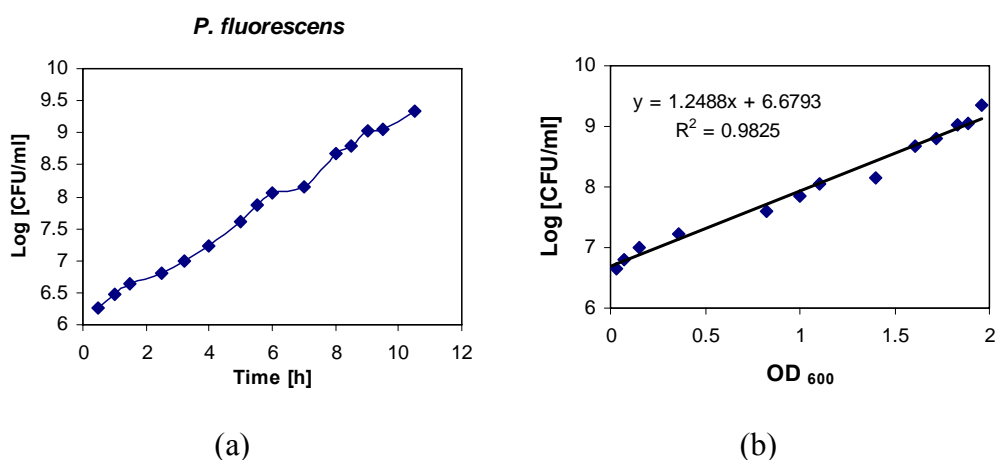 P. fluorescens
10
9.5
9
8.5
8
7.5
7
6.5
6
Log [CFU/ml]
0 2 4 6 8 10 12
Time [h]
(a)
10
9
8
7
6
Log [CFU/ml]
y = 1.2488x + 6.6793
R² = 0.9825
0 0.5 1 1.5 2
OD 600
(b)